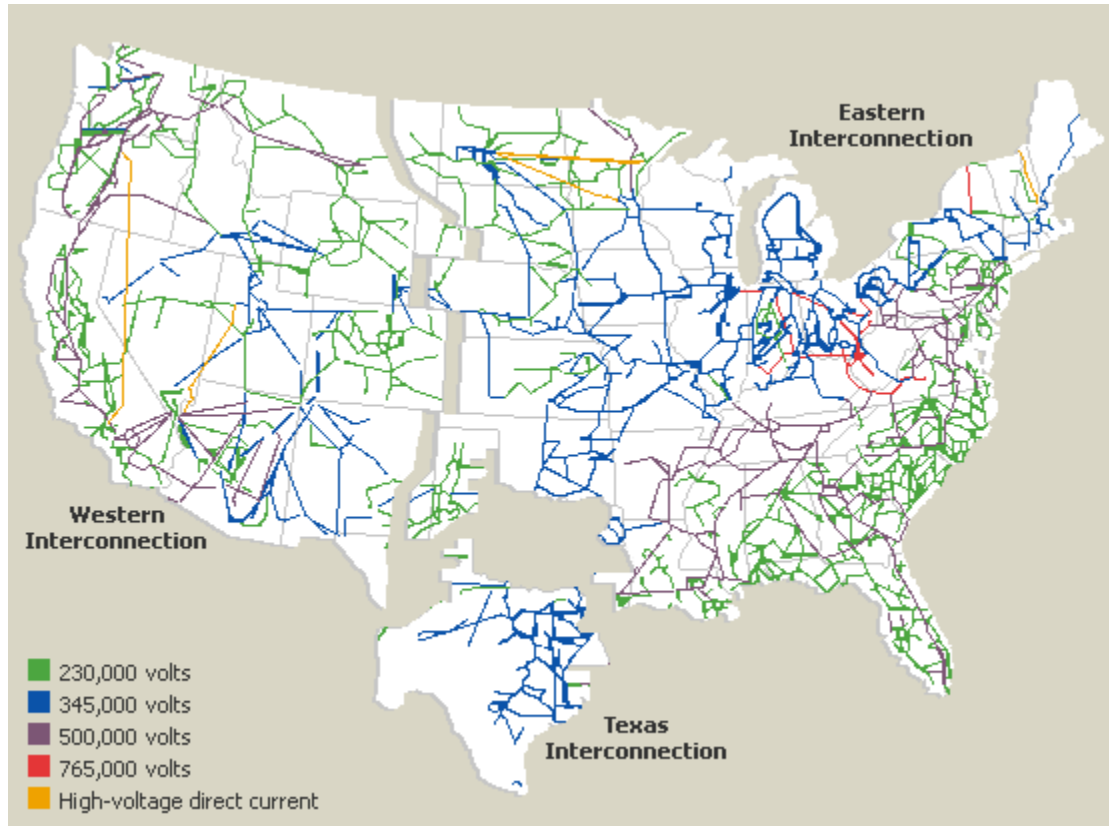 Eastern
Interconnection
Western
Interconnection
Texas
Interconnection
230,000 volts
345,000 volts
500,000 volts
765,000 volts
High-voltage direct current